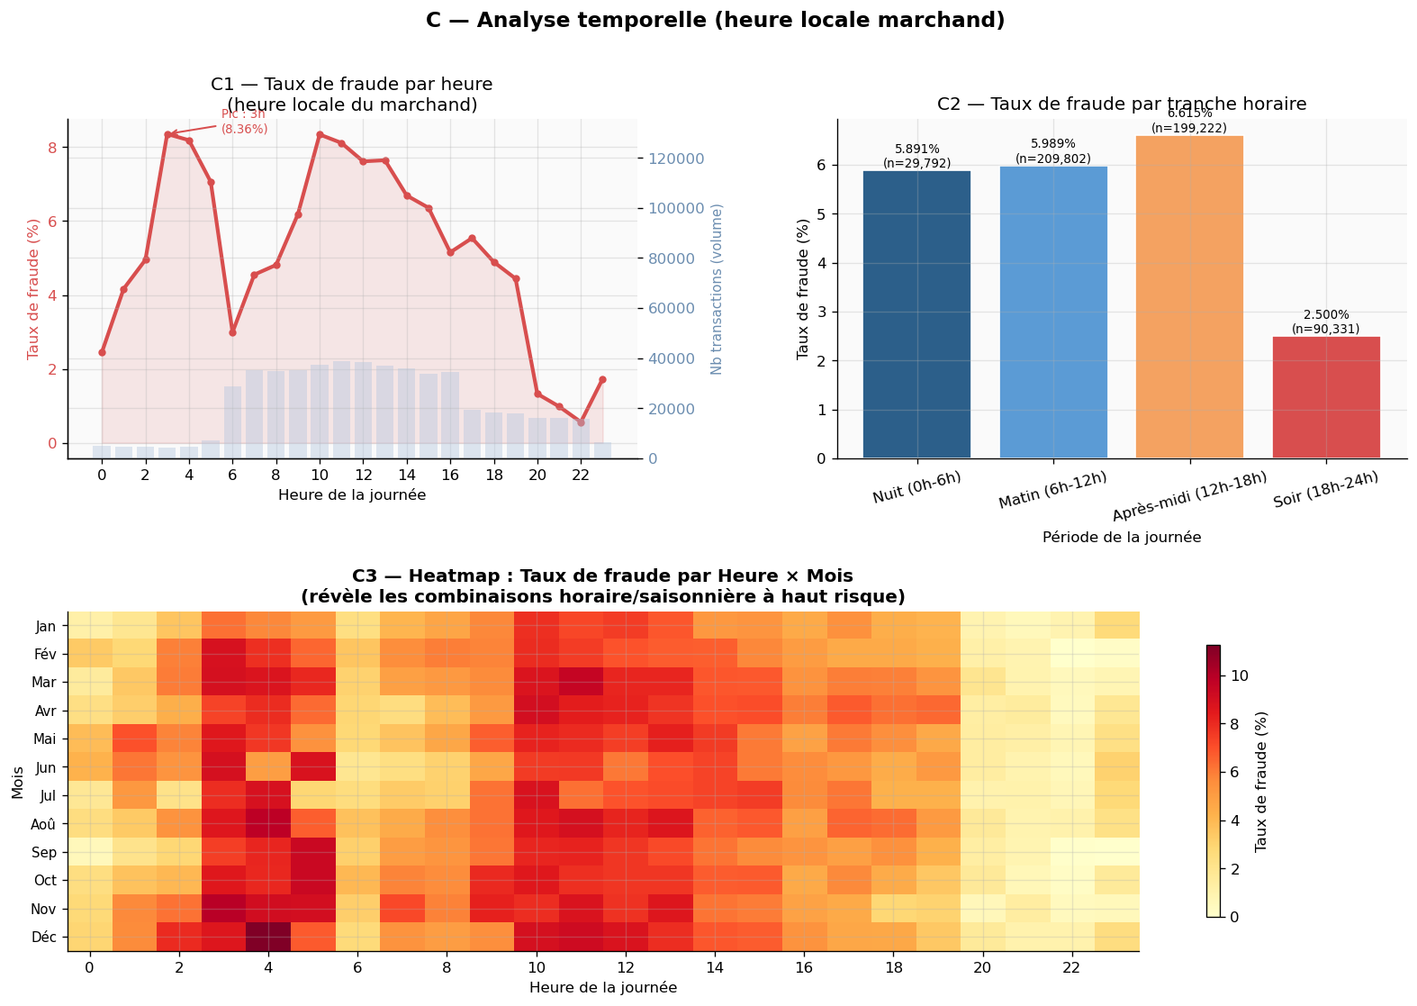 C — Analyse temporelle (heure locale marchand)
C1 — Taux de fraude par heure
(heure locale du marchand)
Pic : 3h
(8.36%)
Taux de fraude (%)
8
6
4
2
0
120000
100000
80000
60000
40000
20000
0
Nb transactions (volume)
0 2 4 6 8 10 12 14 16 18 20 22
Heure de la journée
C2 — Taux de fraude par tranche horaire
Taux de fraude (%)
6
5
4
3
2
1
0
5.891%
(n=29,792)
5.989%
(n=209,802)
6.615%
(n=199,222)
2.500%
(n=90,331)
Nuit (0h-6h)
Matin (6h-12h)
Après-midi (12h-18h)
Soir (18h-24h)
Période de la journée
C3 — Heatmap : Taux de fraude par Heure × Mois
(révèle les combinaisons horaire/saisonnière à haut risque)
Mois
Jan
Fév
Mar
Avr
Mai
Jun
Jul
Aoû
Sep
Oct
Nov
Déc
0 2 4 6 8 10 12 14 16 18 20 22
Heure de la journée
10
8
6
4
2
0
Taux de fraude (%)